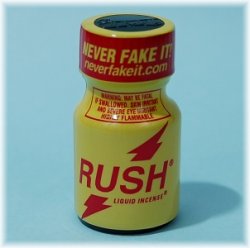 NEVER FAKE IT!
neverfakeit.com
WARNING: MAY BE FATAL
IF SWALLOWED. SKIN IRRITANT
AND SEVERE EYE IRRITANT
HIGHLY FLAMMABLE
RUSH®
LIQUID INCENSE®